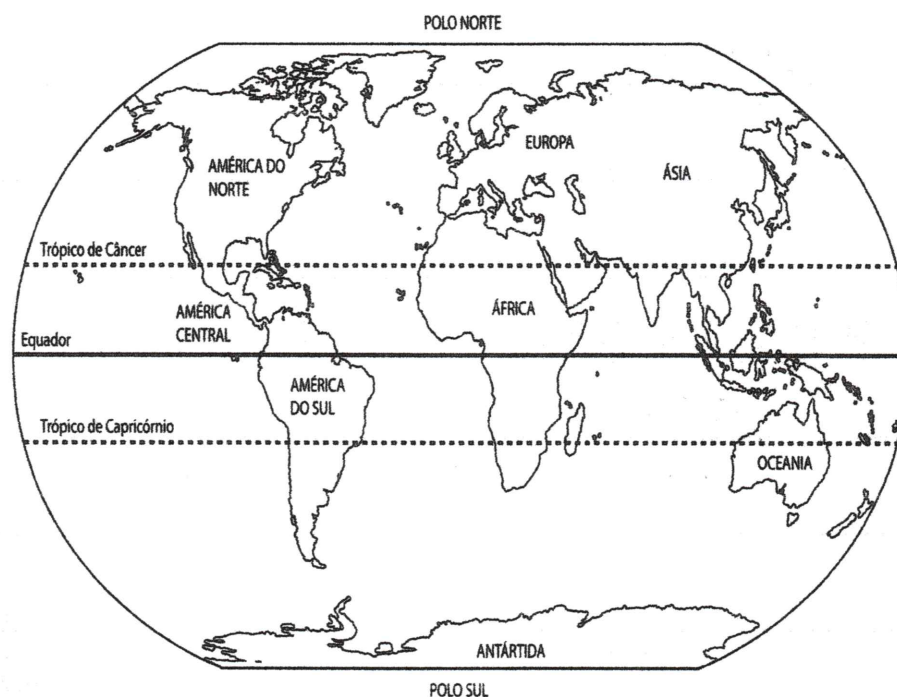 POLO NORTE
EUROPA
AMÉRICA DO
NORTE
ÁSIA
Trópico de Câncer
ÁFRICA
AMÉRICA
CENTRAL
Equador
AMÉRICA
DO SUL
Trópico de Capricórnio
OCEANIA
ANTÁRTIDA
POLO SUL